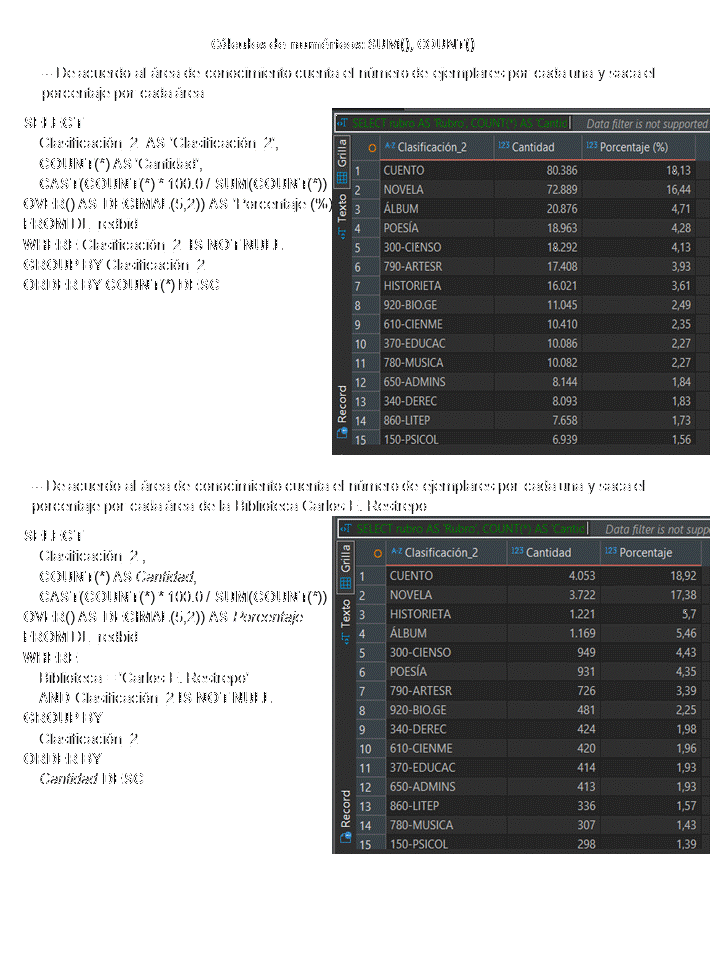 Cálculos de numéricos: SUM(), COUNT()
-- De acuerdo al área de conocimiento cuenta el número de ejemplares por cada una y saca el
porcentaje por cada área
SELECT
Clasificación_2 AS 'Clasificación_2',
COUNT(*) AS 'Cantidad',
CAST(COUNT(*) * 100.0 / SUM(COUNT(*))
OVER() AS DECIMAL(5,2)) AS 'Porcentaje (%)
FROM DL_redbid
WHERE Clasificación_2 IS NOT NULL
GROUP BY Clasificación_2
ORDER BY COUNT(*) DESC
SELECT rubro AS 'Rubro', COUNT(*) AS 'Cantid Data filter is not supported
Grilla
Texto
Record
Clasificación_2 Cantidad Porcentaje (%)
1 CUENTO 80.386 18,13
2 NOVELA 72.889 16,44
3 ÁLBUM 20.876 4,71
4 POESÍA 18.963 4,28
5 300-CIENSO 18.292 4,13
6 790-ARTESR 17.408 3,93
7 HISTORIETA 16.021 3,61
8 920-BIO.GE 11.045 2,49
9 610-CIENME 10.410 2,35
10 370-EDUCAC 10.086 2,27
11 780-MUSICA 10.082 2,27
12 650-ADMINS 8.144 1,84
13 340-DEREC 8.093 1,83
14 860-LITEP 7.658 1,73
15 150-PSICOL 6.939 1,56
-- De acuerdo al área de conocimiento cuenta el número de ejemplares por cada una y saca el
porcentaje por cada área de la Biblioteca Carlos E. Restrepo
SELECT
Clasificación_2 ,
COUNT(*) AS Cantidad,
CAST(COUNT(*) * 100.0 / SUM(COUNT(*))
OVER() AS DECIMAL(5,2)) AS Porcentaje
FROM DL_redbid
WHERE
Biblioteca = 'Carlos E. Restrepo'
AND Clasificación_2 IS NOT NULL
GROUP BY
Clasificación_2
ORDER BY
Cantidad DESC
SELECT rubro AS 'Rubro', COUNT(*) AS 'Cantid Data filter is not supp
Grilla
Texto
Record
Clasificación_2 Cantidad Porcentaje
1 CUENTO 4.053 18,92
2 NOVELA 3.722 17,38
3 HISTORIETA 1.221 5,7
4 ÁLBUM 1.169 5,46
5 300-CIENSO 949 4,43
6 POESÍA 931 4,35
7 790-ARTESR 726 3,39
8 920-BIO.GE 481 2,25
9 340-DEREC 424 1,98
10 610-CIENME 420 1,96
11 370-EDUCAC 414 1,93
12 650-ADMINS 413 1,93
13 860-LITEP 336 1,57
14 780-MUSICA 307 1,43
15 150-PSICOL 298 1,39